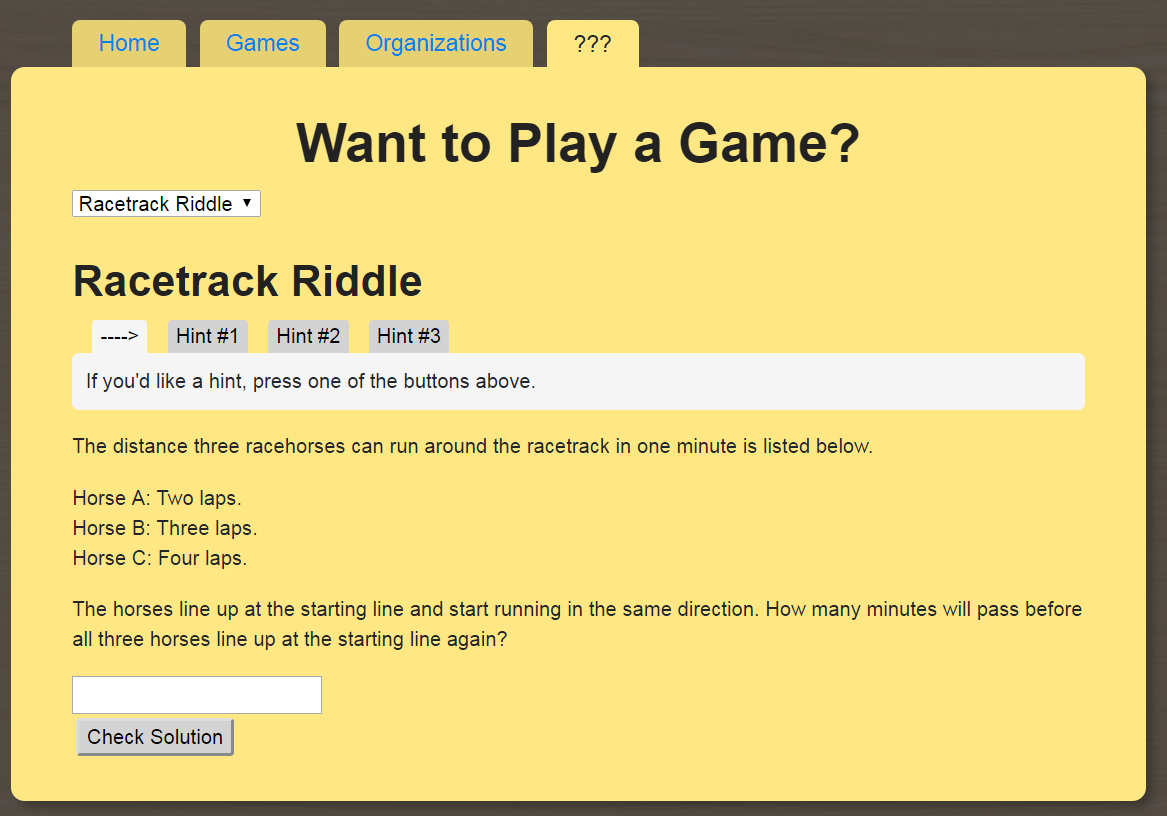 Home Games Organizations ???
Want to Play a Game?
Racetrack Riddle ▼
Racetrack Riddle
----> Hint #1 Hint #2 Hint #3
If you'd like a hint, press one of the buttons above.
The distance three racehorses can run around the racetrack in one minute is listed below.
Horse A: Two laps.
Horse B: Three laps.
Horse C: Four laps.
The horses line up at the starting line and start running in the same direction. How many minutes will pass before
all three horses line up at the starting line again?
Check Solution